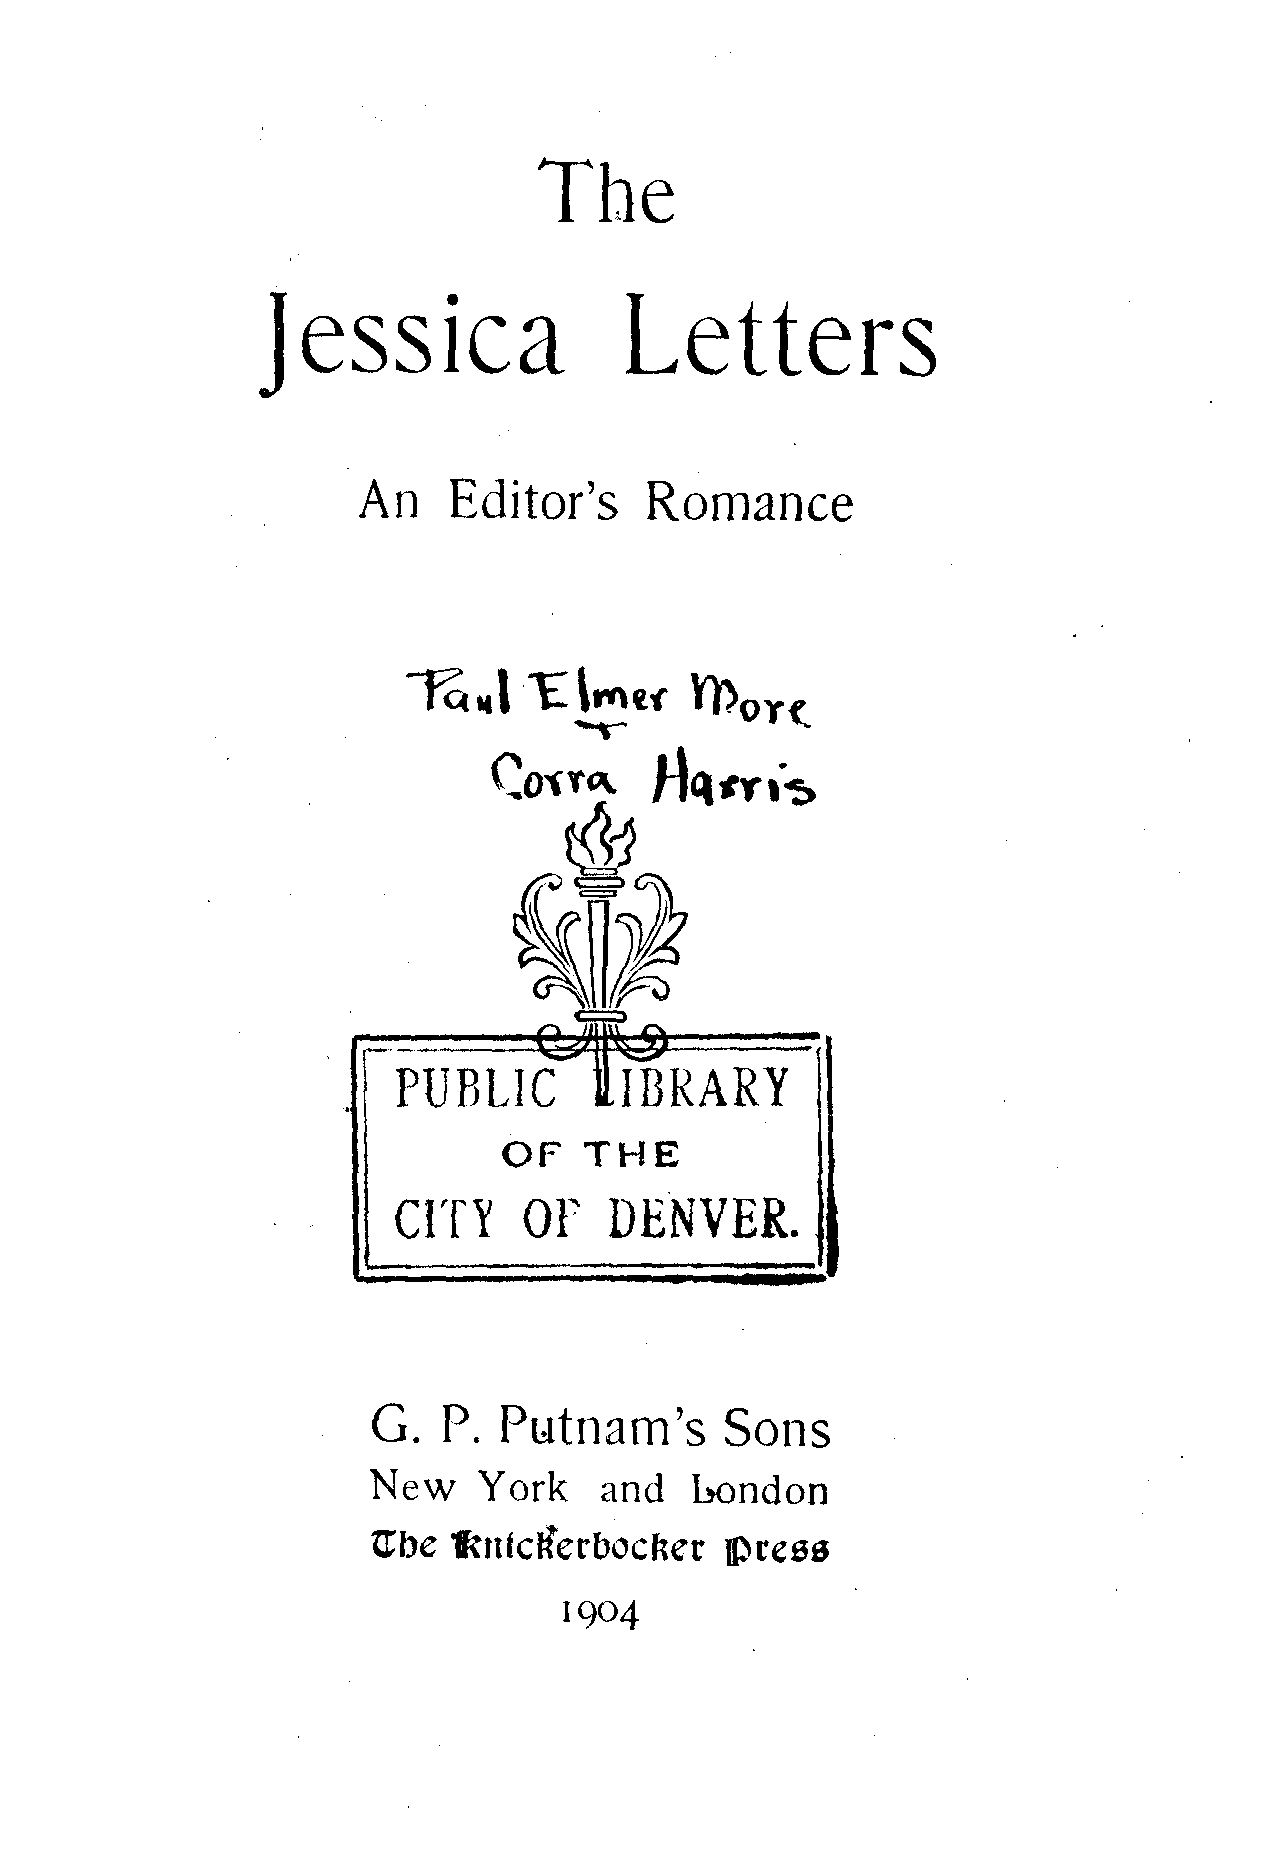 The
Jessica Letters
An Editor's Romance
Paul Elmer More
+
Corra Harris
PUBLIC LIBRARY
OF THE
CITY OF DENVER.
G. P. Putnam's Sons
New York and London
The Knickerbocker Press
1904